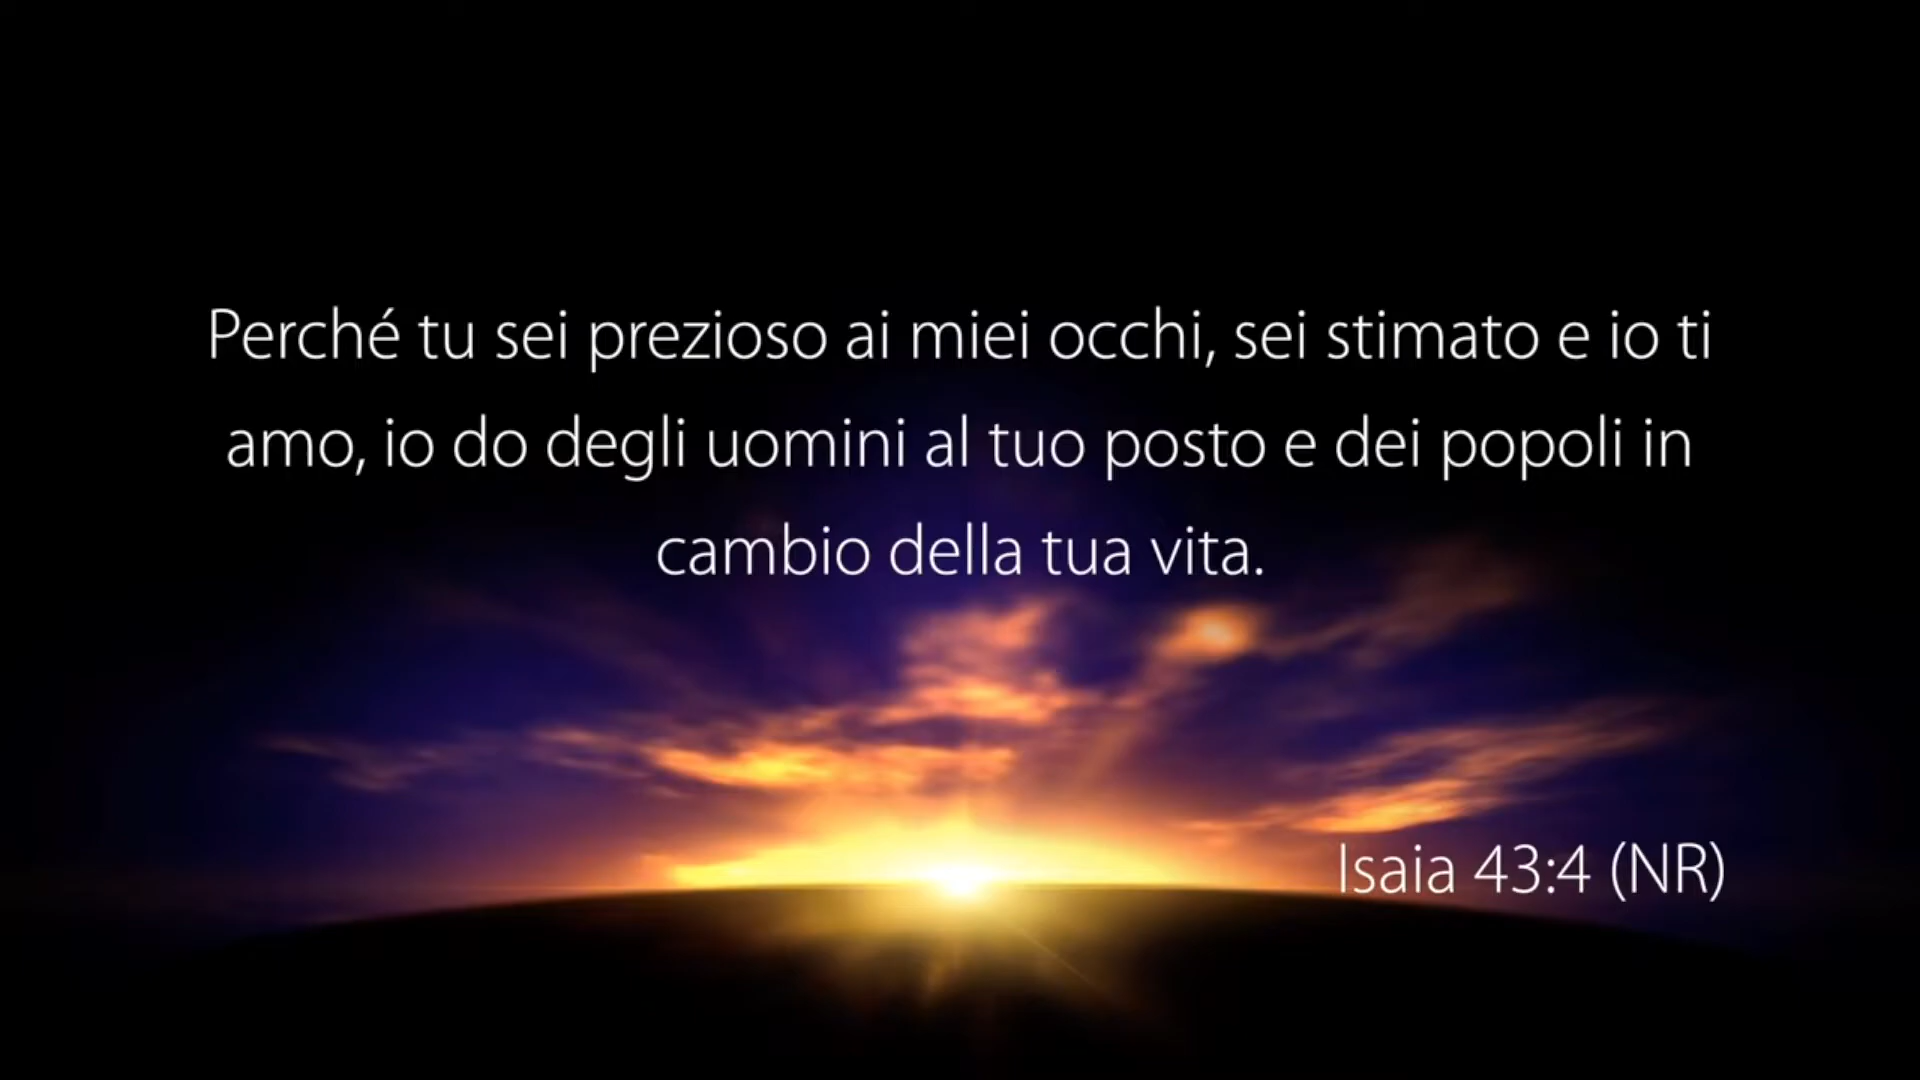 Perché tu sei prezioso ai miei occhi, sei stimato e io ti
amo, io do degli uomini al tuo posto e dei popoli in
cambio della tua vita.
Isaia 43:4 (NR)